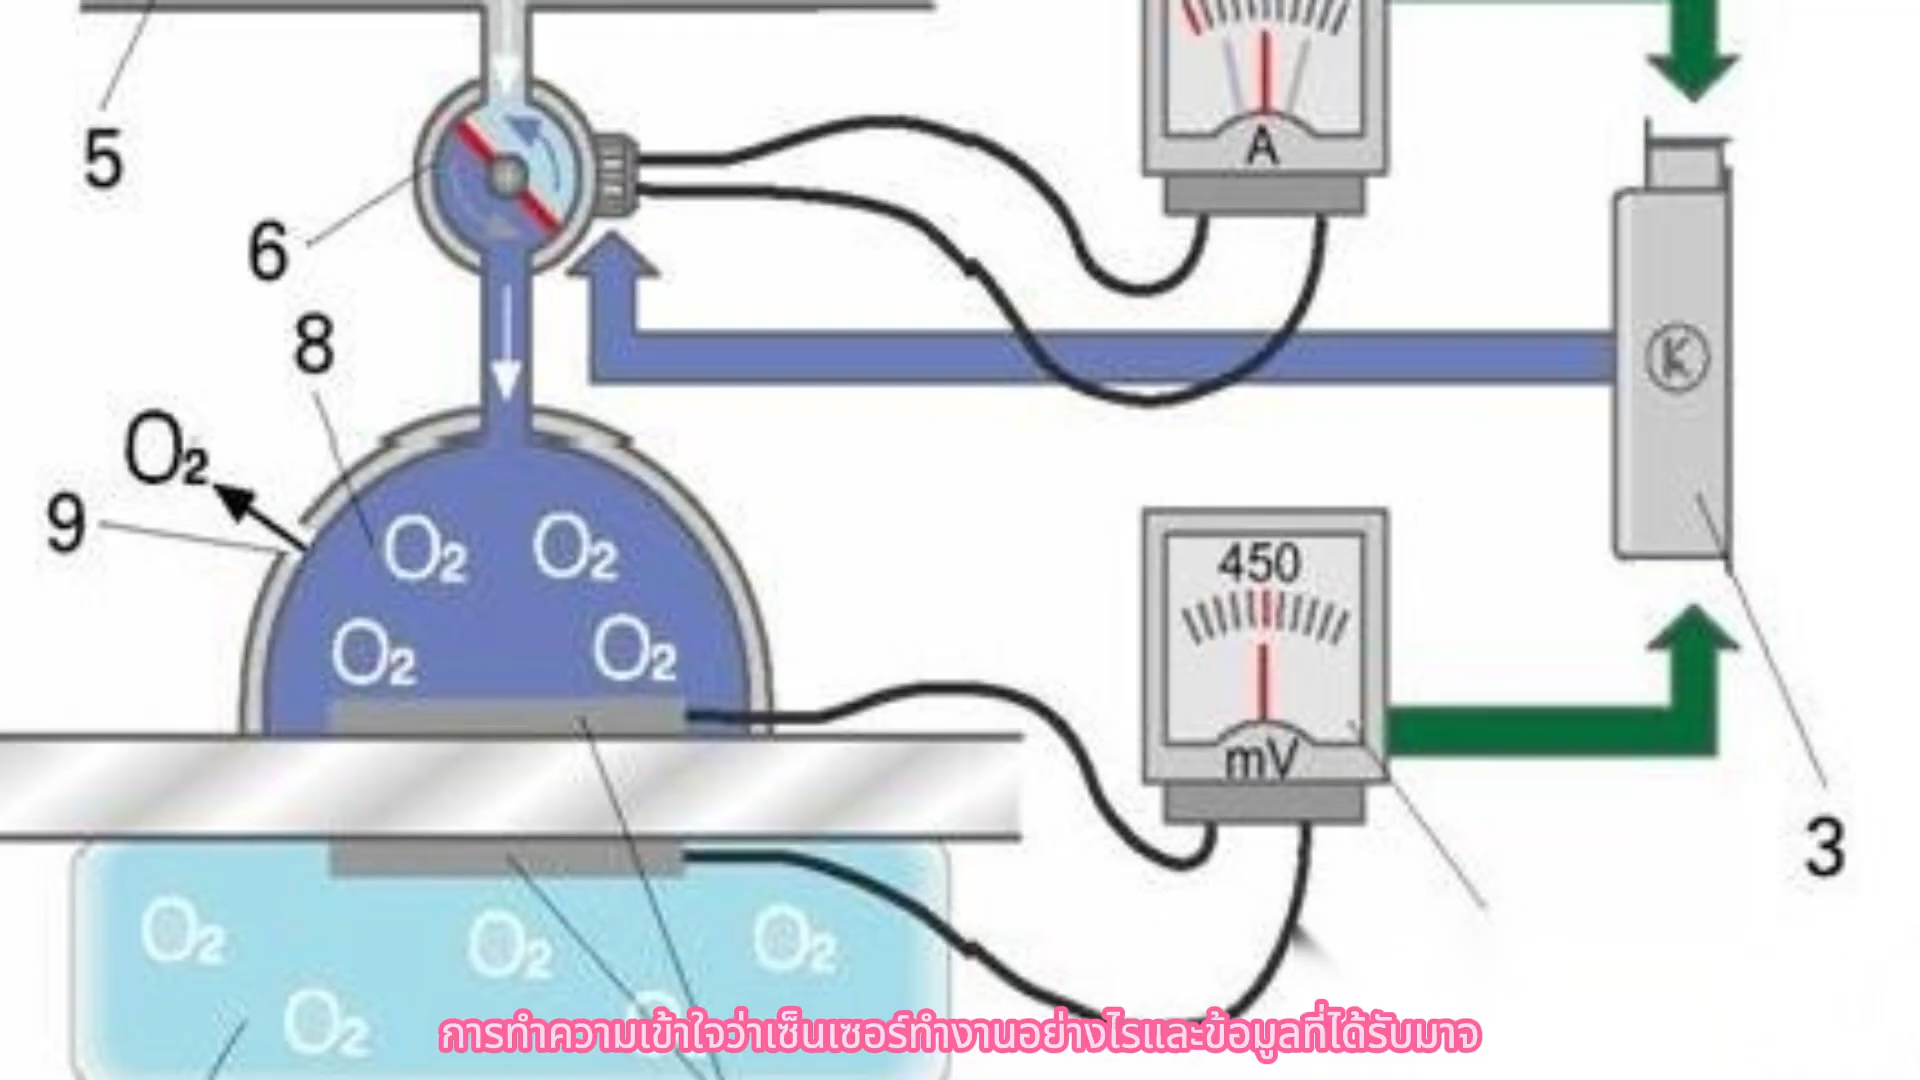 A
5
6
K
8
O2
9
O2
O2
450
O2
O2
mV
3
O2
O2
O2
O2
การทำความเข้าใจว่าเซ็นเซอร์ทำงานอย่างไรและข้อมูลที่ได้รับมาจ